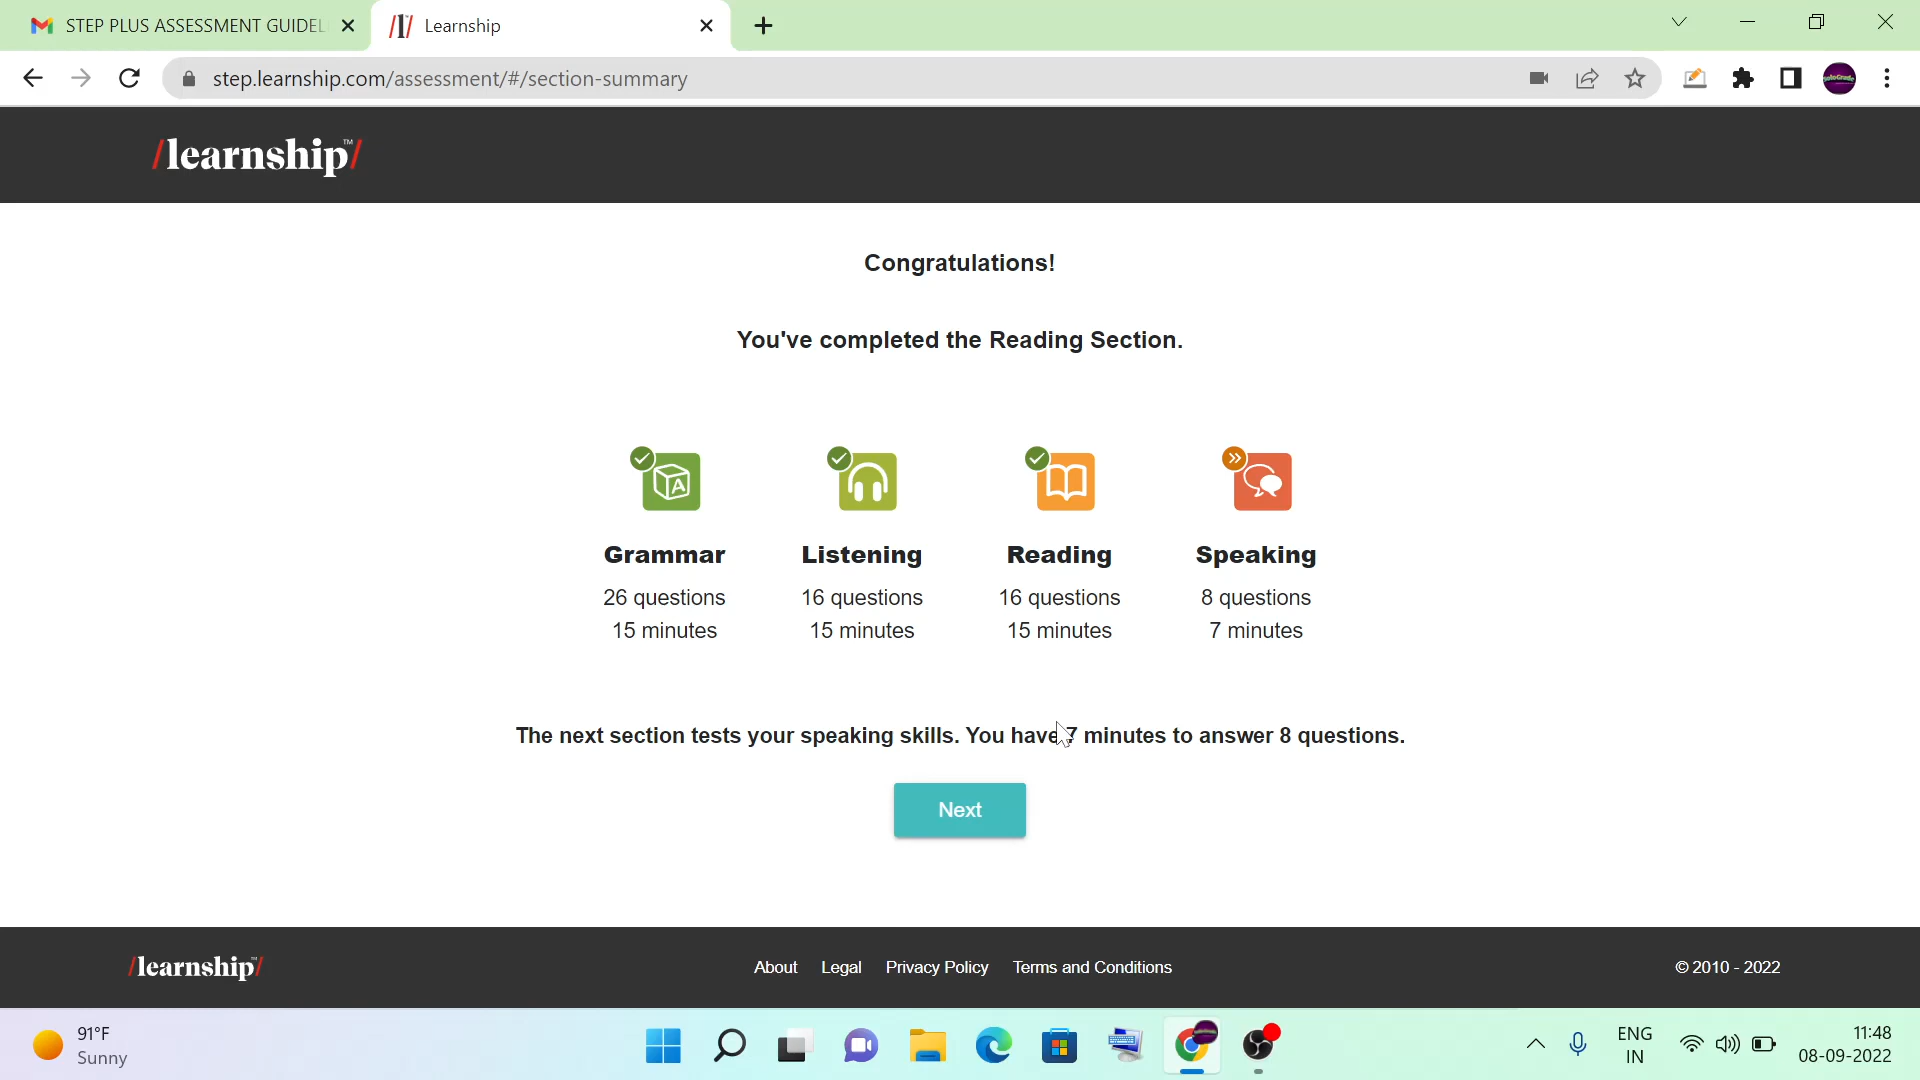 STEP PLUS ASSESSMENT GUIDEL
Learnship
step.learnship.com/assessment/#/section-summary
/learnship™/
Congratulations!
You've completed the Reading Section.
Grammar
26 questions
15 minutes
Listening
16 questions
15 minutes
Reading
16 questions
15 minutes
Speaking
8 questions
7 minutes
The next section tests your speaking skills. You have 7 minutes to answer 8 questions.
Next
/learnship™/
About Legal Privacy Policy Terms and Conditions
© 2010 - 2022
91°F
Sunny
ENG
IN
11:48
08-09-2022